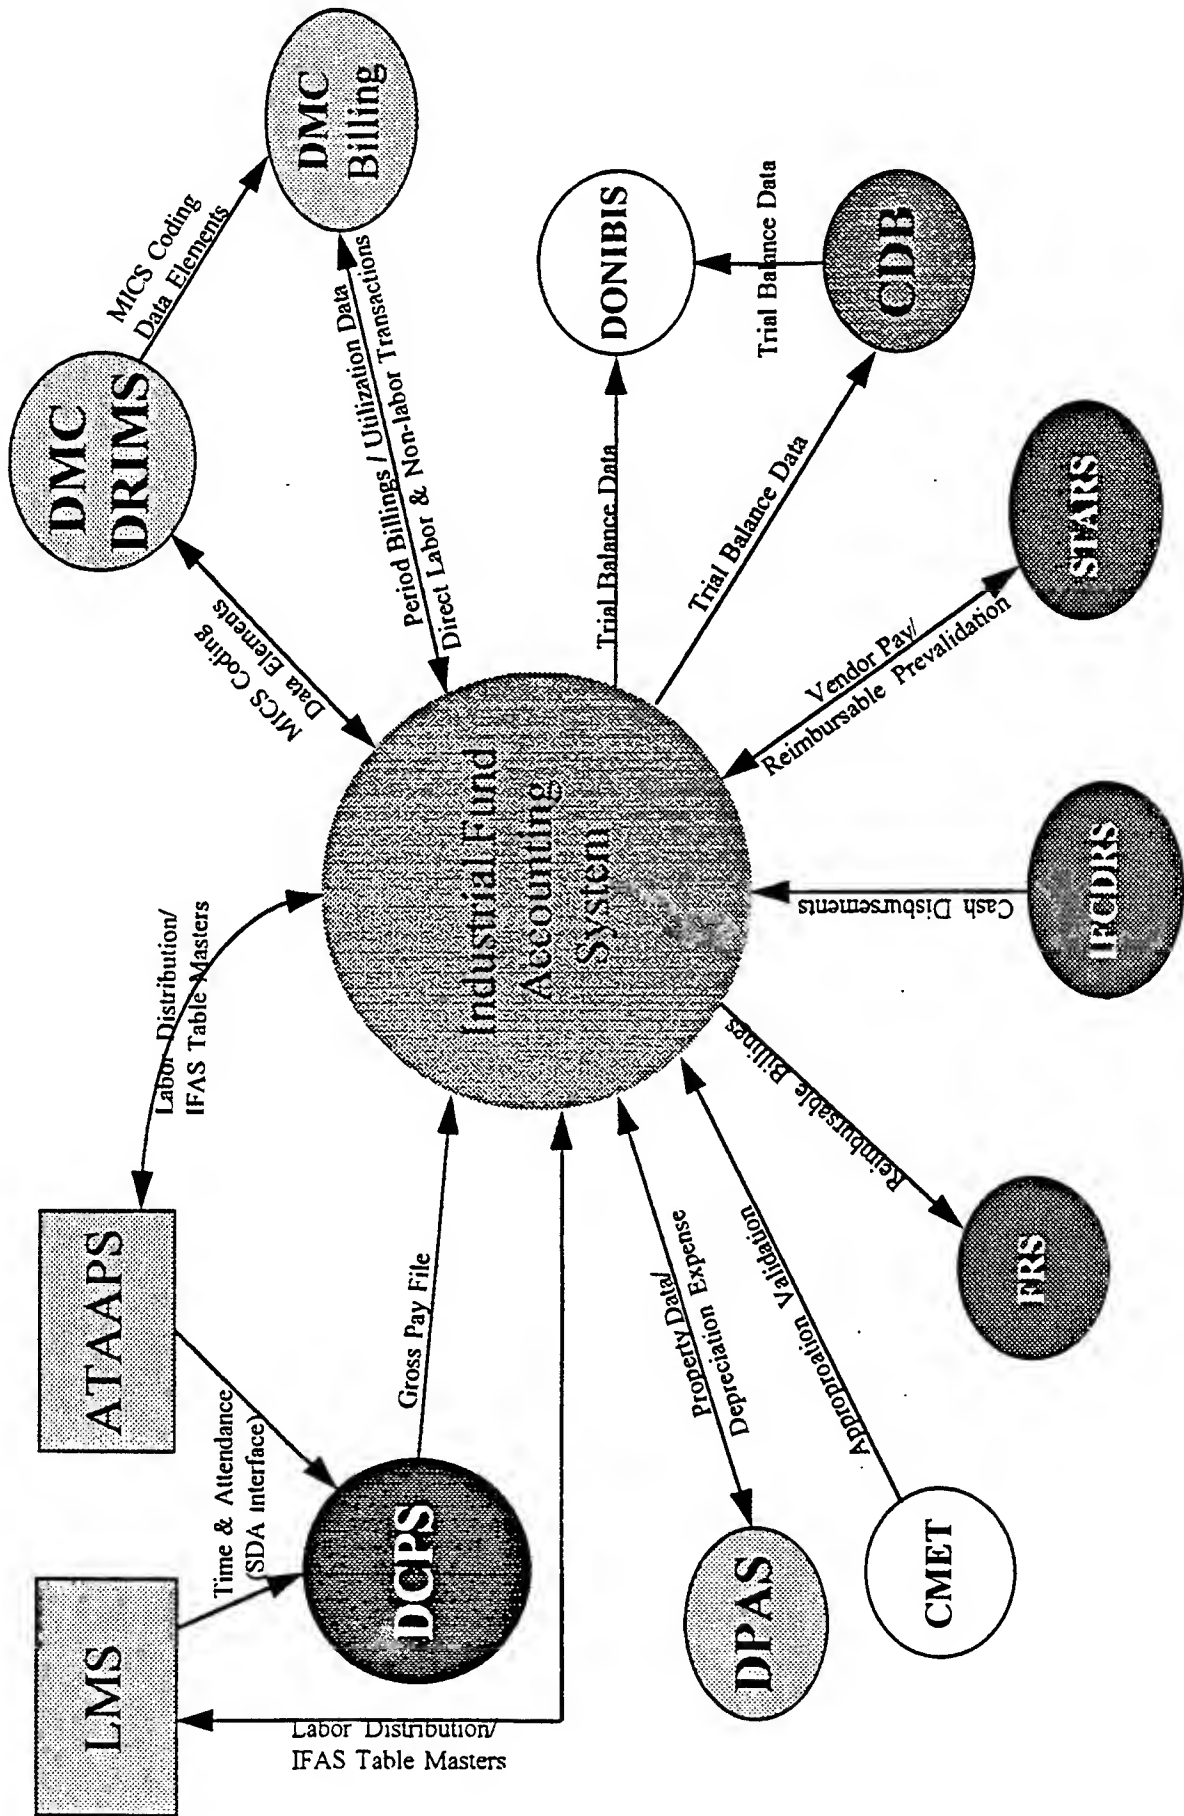 LMS
ATAAPS
DMC
DRIMS
DMC
Billing
Time & Attendance
(SDA Interface)
Labor Distribution/
IFAS Table Masters
MICS Coding
Data Elements
MICS Coding
Data Elements
DCPS
Gross Pay File
Labor Distribution/
IFAS Table Masters
Industrial Fund
Accounting
System
Period Billings / Utilization Data
Direct Labor & Non-labor Transactions
Trial Balance Data
DONIBIS
Trial Balance Data
Trial Balance Data
CDB
DPAS
Property Data/
Depreciation Expense
CMET
Approproation Validation
FRS
Reimbursable Billings
IFCDRS
Cash Disbursements
Vendor Pay/
Reimbursable Prevalidation
STARS